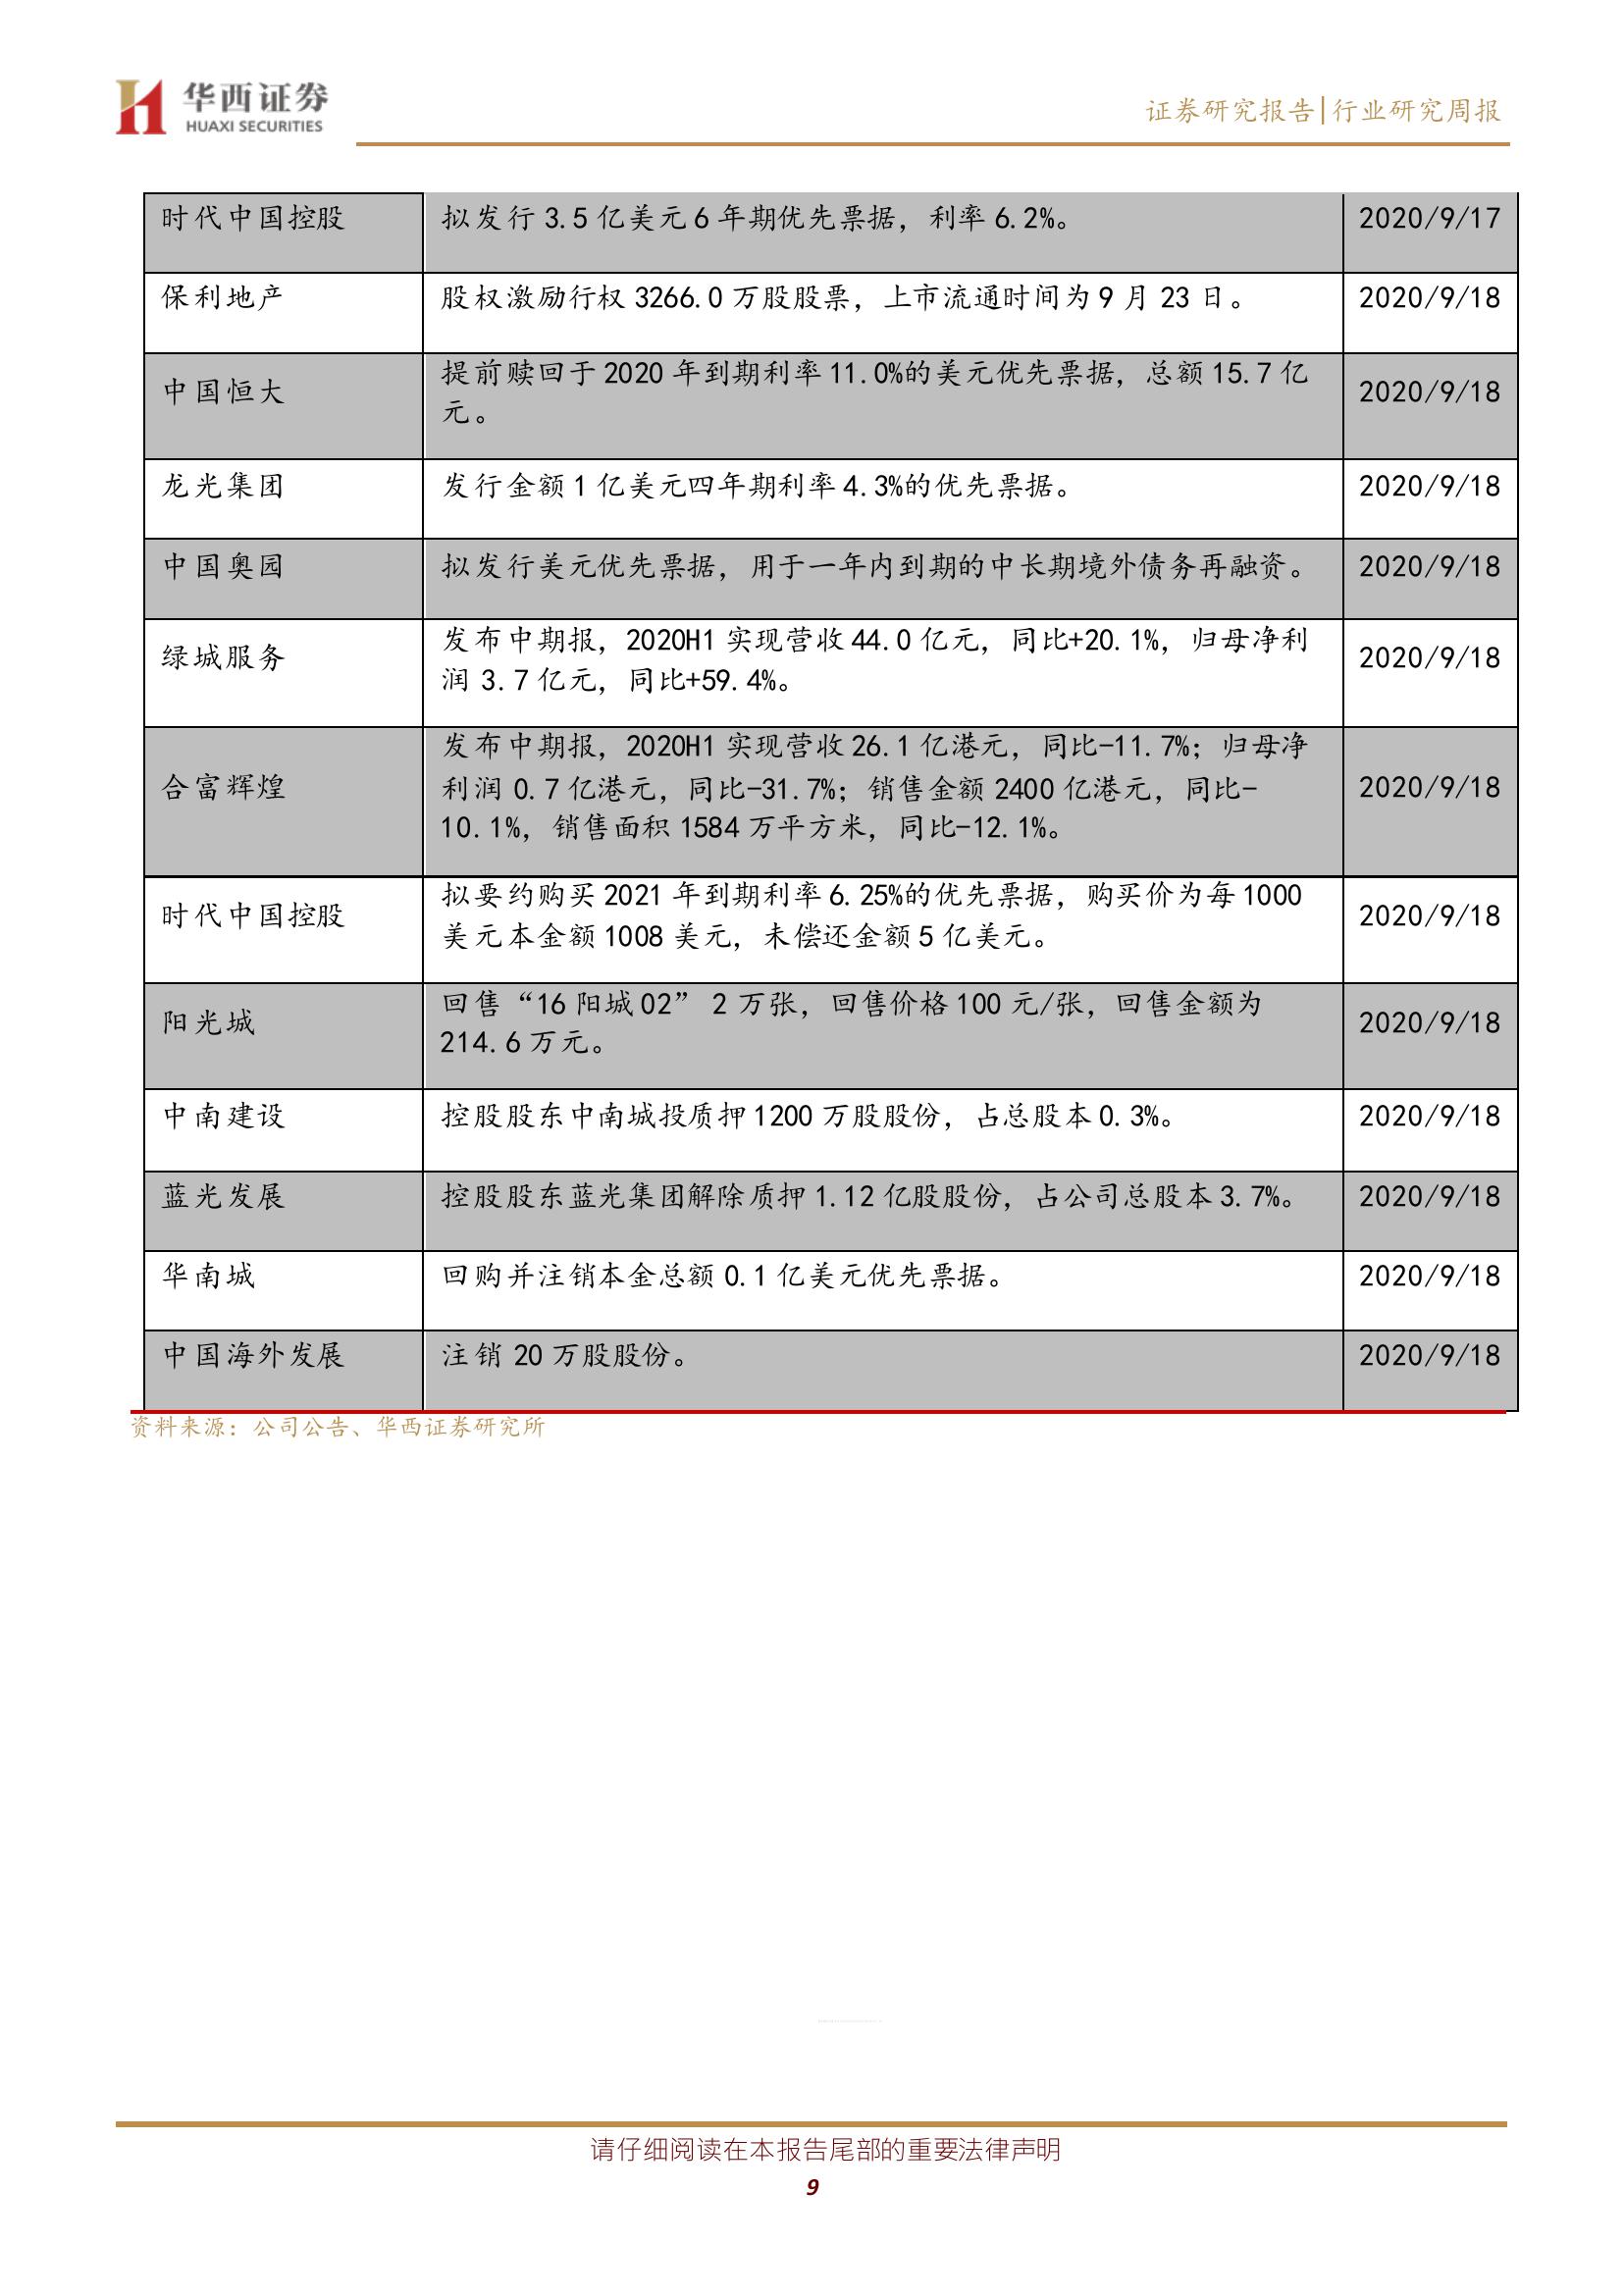 华西证券
HUAXI SECURITIES
证券研究报告|行业研究周报
时代中国控股 拟发行 3.5 亿美元 6 年期优先票据，利率 6.2%。 2020/9/17
保利地产 股权激励行权 3266.0 万股股票，上市流通时间为 9 月 23 日。 2020/9/18
提前赎回于 2020 年到期利率 11.0%的美元优先票据，总额 15.7 亿
中国恒大 2020/9/18
元。
龙光集团 发行金额 1 亿美元四年期利率 4.3%的优先票据。 2020/9/18
中国奥园 拟发行美元优先票据，用于一年内到期的中长期境外债务再融资。 2020/9/18
发布中期报，2020H1 实现营收 44.0 亿元，同比+20.1%，归母净利
绿城服务 2020/9/18
润 3.7 亿元，同比+59.4%。
发布中期报，2020H1 实现营收 26.1 亿港元，同比-11.7%；归母净
合富辉煌 利润 0.7 亿港元，同比-31.7%；销售金额 2400 亿港元，同比- 2020/9/18
10.1%，销售面积 1584 万平方米，同比-12.1%。
拟要约购买 2021 年到期利率 6.25%的优先票据，购买价为每 1000
时代中国控股 2020/9/18
美元本金额 1008 美元，未偿还金额 5 亿美元。
回售“16 阳城 02” 2 万张，回售价格 100 元/张，回售金额为
阳光城 2020/9/18
214.6 万元。
中南建设 控股股东中南城投质押 1200 万股股份，占总股本 0.3%。 2020/9/18
蓝光发展 控股股东蓝光集团解除质押 1.12 亿股股份，占公司总股本 3.7%。 2020/9/18
华南城 回购并注销本金总额 0.1 亿美元优先票据。 2020/9/18
中国海外发展 注销 20 万股股份。 2020/9/18
资料来源：公司公告、华西证券研究所
请仔细阅读在本报告尾部的重要法律声明
9